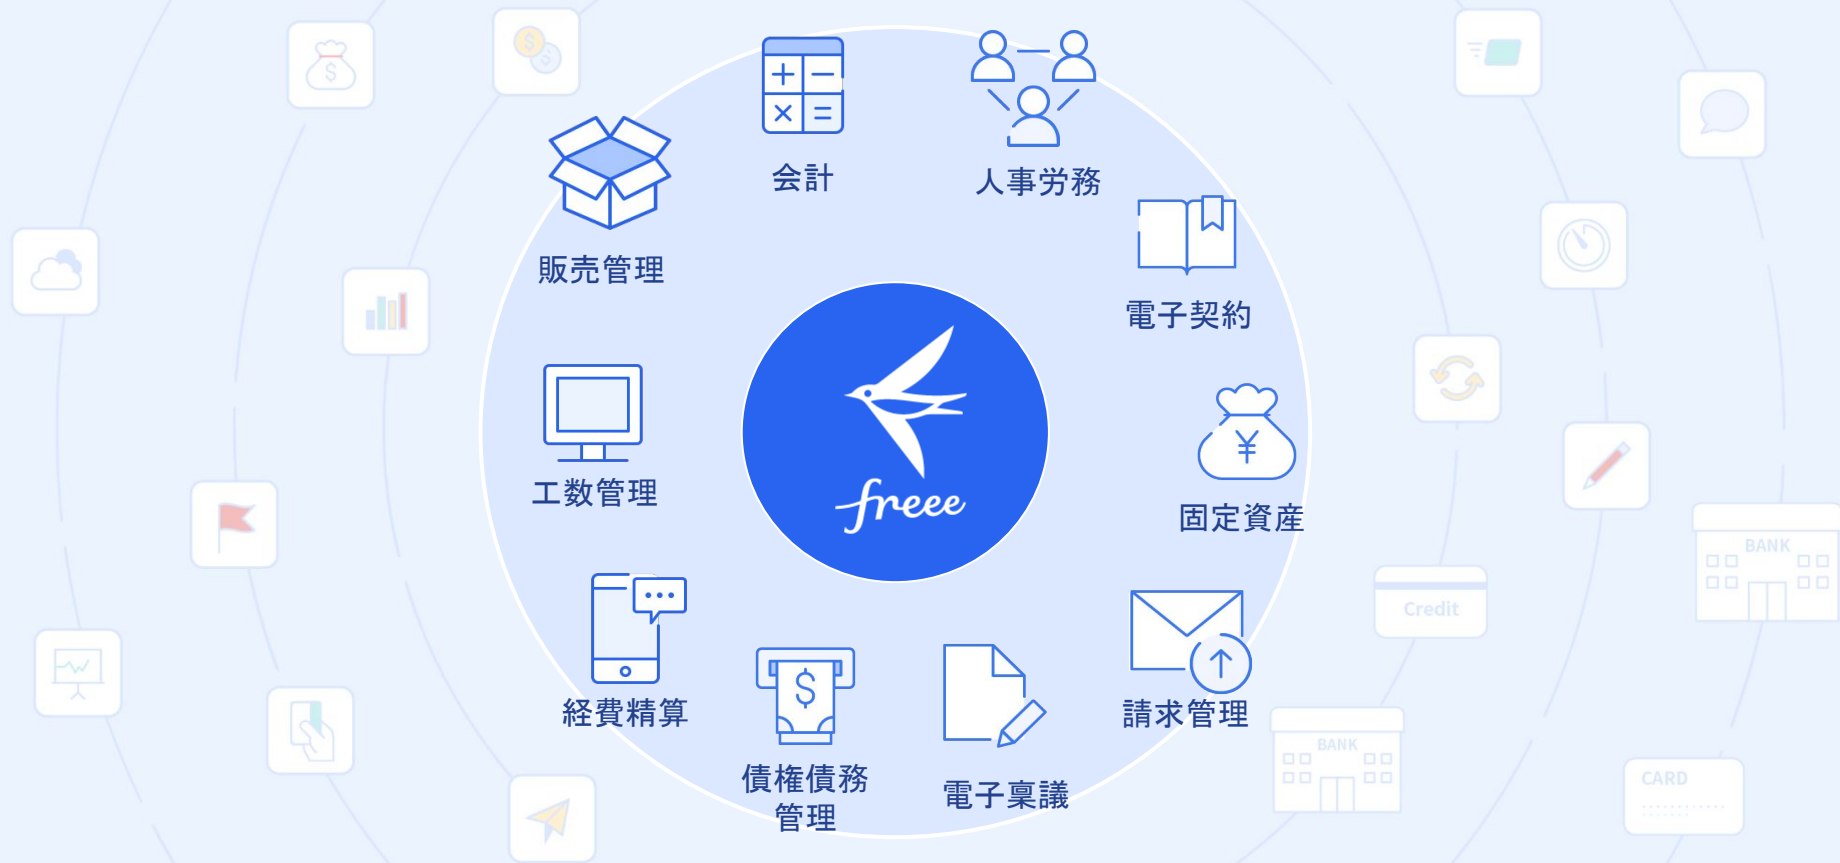 会計
人事労務
販売管理
電子契約
freee
工数管理
固定資産
BANK
Credit
経費精算
請求管理
BANK
債権債務
管理
電子稟議
CARD